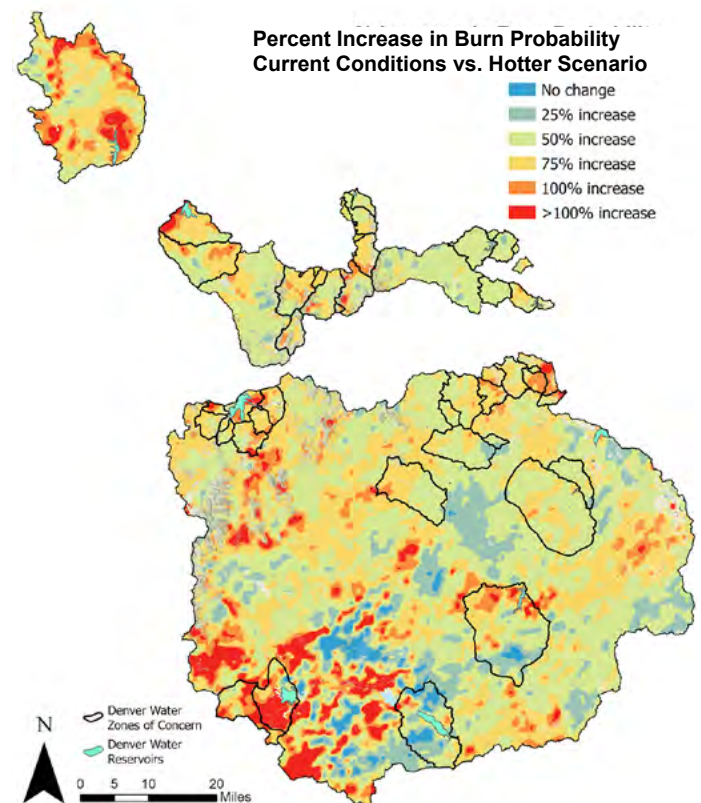 Percent Increase in Burn Probability
Current Conditions vs. Hotter Scenario
No change
25% increase
50% increase
75% increase
100% increase
>100% increase
Denver Water
Zones of Concern
Denver Water
Reservoirs
N
0 5 10 20
Miles